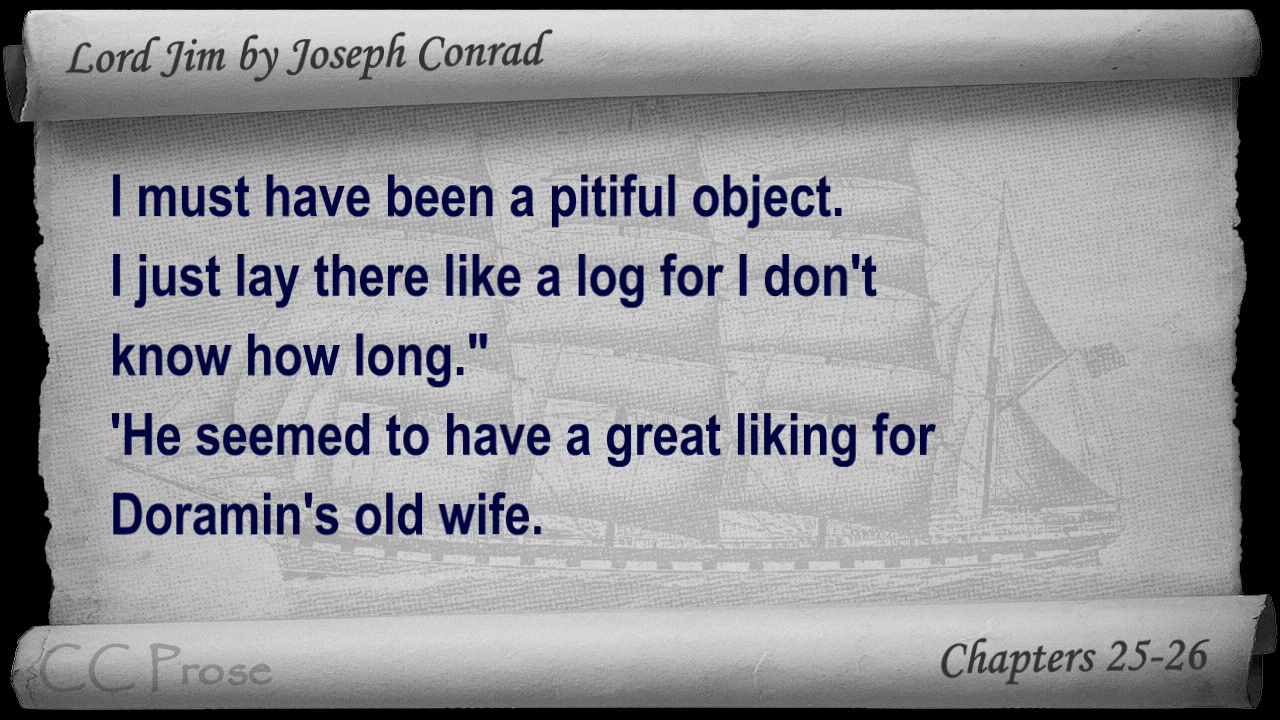 Lord Jim by Joseph Conrad
I must have been a pitiful object.
I just lay there like a log for I don't
know how long."
'He seemed to have a great liking for
Doramin's old wife.
CC Prose
Chapters 25-26